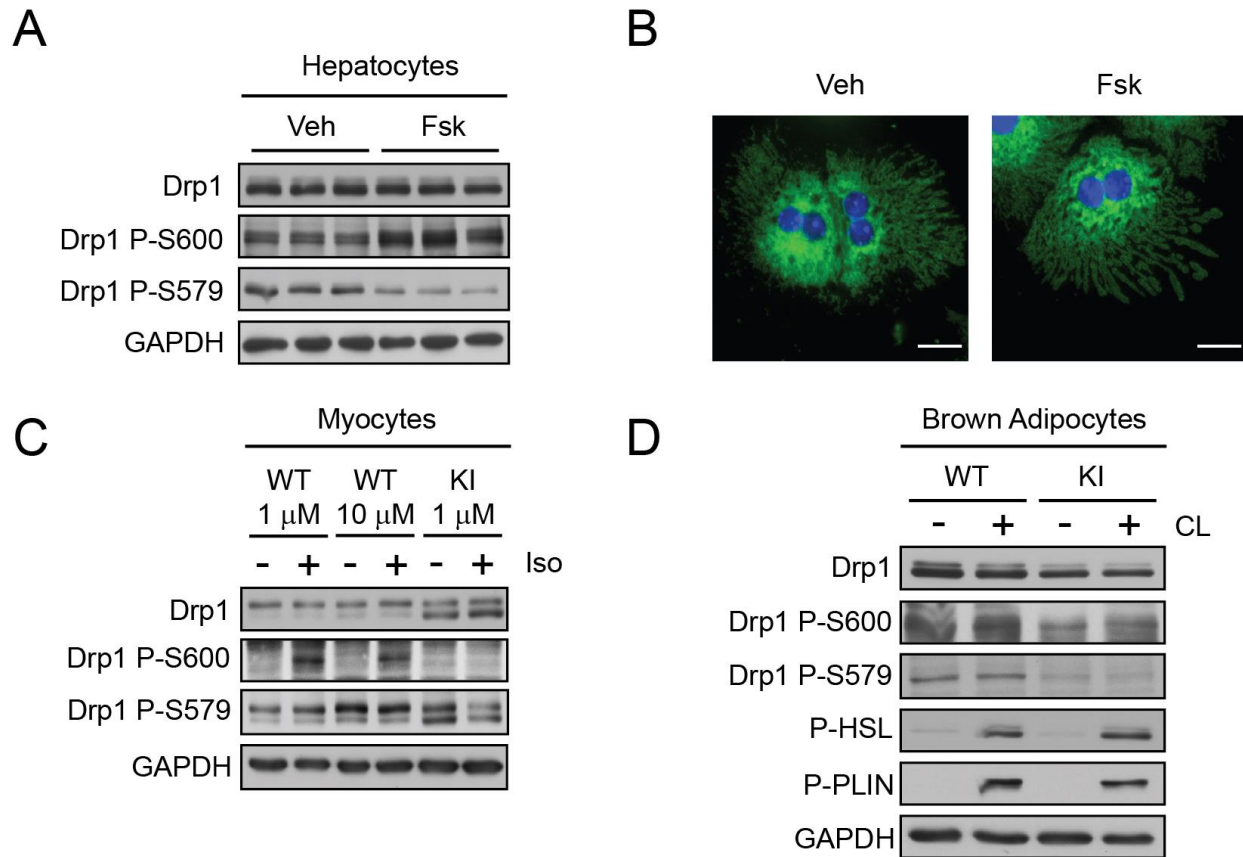 A
Hepatocytes
Veh Fsk
Drp1
Drp1 P-S600
Drp1 P-S579
GAPDH
B
Veh Fsk
C
Myocytes
WT WT KI
1 μM 10 μM 1 μM
- + - + - + Iso
Drp1
Drp1 P-S600
Drp1 P-S579
GAPDH
D
Brown Adipocytes
WT KI
- + - + CL
Drp1
Drp1 P-S600
Drp1 P-S579
P-HSL
P-PLIN
GAPDH